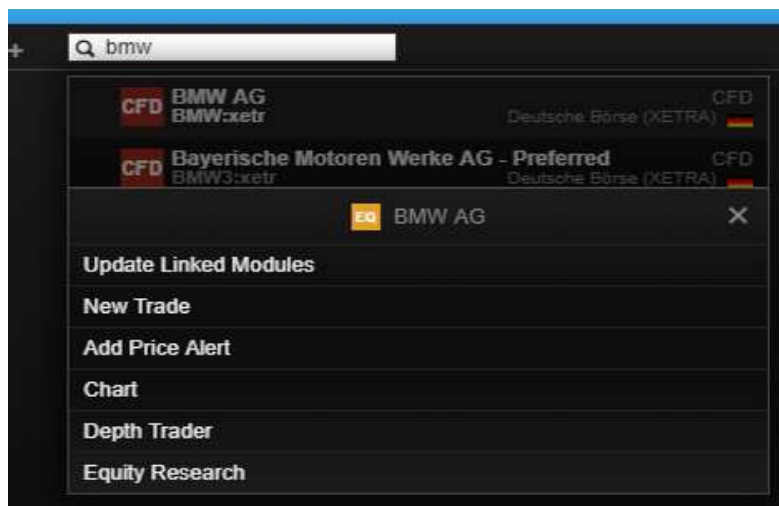 + bmw
CFD BMW AG CFD
BMW:xetr Deutsche Börse (XETRA)
CFD Bayerische Motoren Werke AG - Preferred CFD
BMW3:xetr Deutsche Börse (XETRA)
EQ BMW AG ×
Update Linked Modules
New Trade
Add Price Alert
Chart
Depth Trader
Equity Research